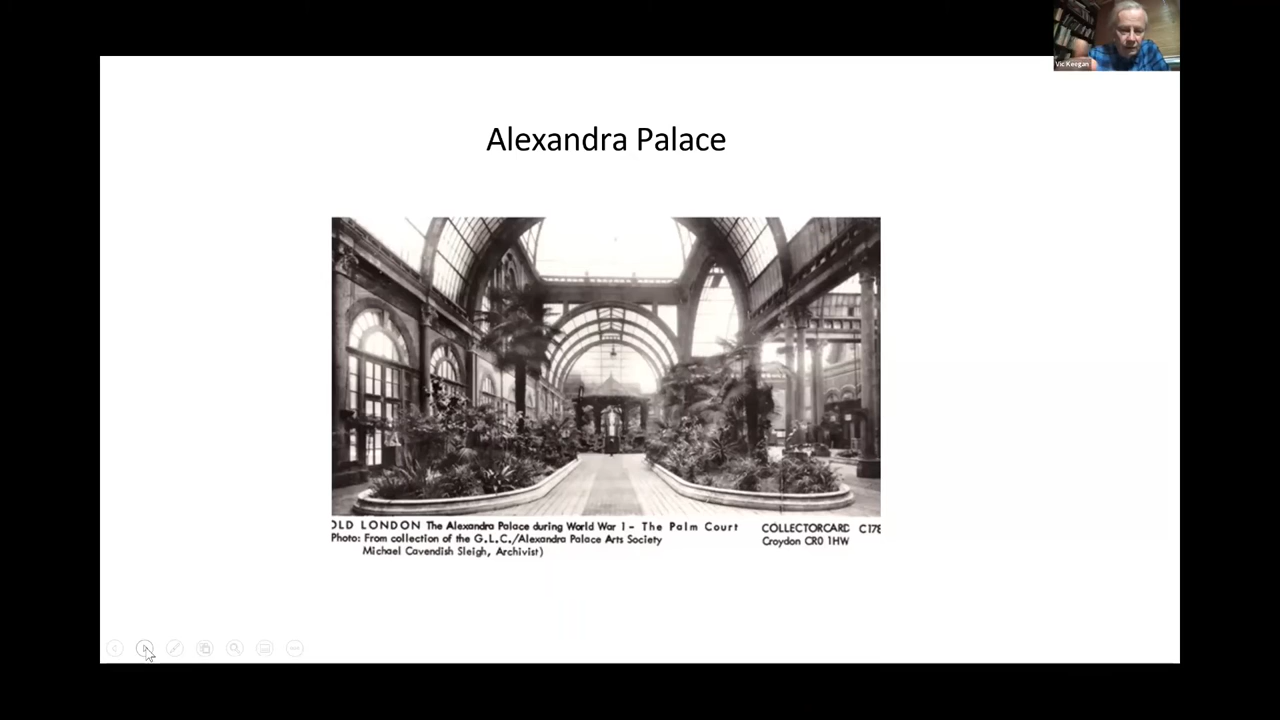 Vic Keegan
Alexandra Palace
OLD LONDON The Alexandra Palace during World War 1 - The Palm Court COLLECTORCARD C178
Photo: From collection of the G.L.C./Alexandra Palace Arts Society Croydon CR0 1HW
Michael Cavendish Sleigh, Archivist)